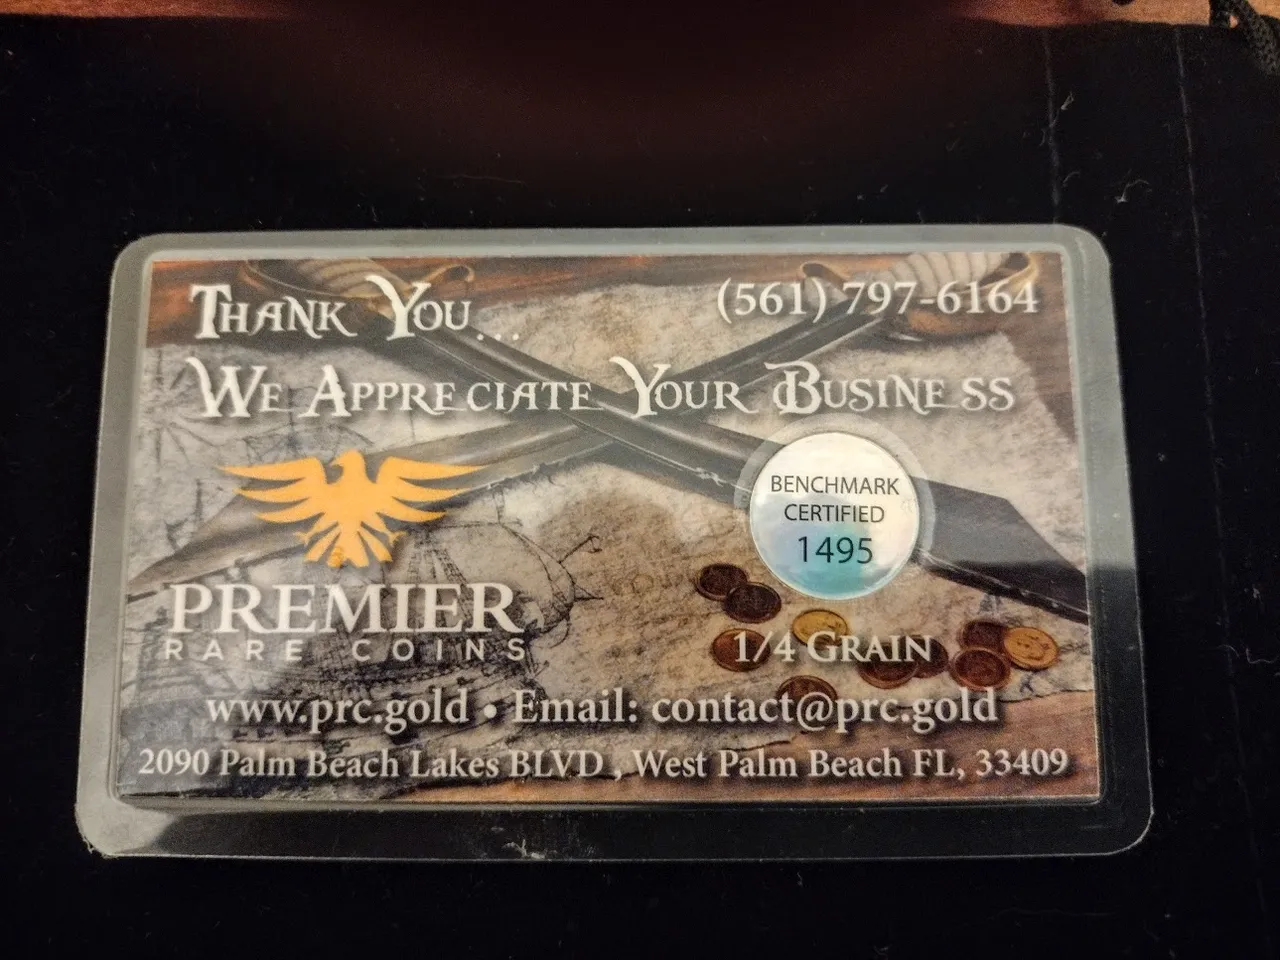 THANK YOU...
(561) 797-6164
WE APPRECIATE YOUR BUSINESS
BENCHMARK
CERTIFIED
1495
PREMIER
RARE COINS
1/4 GRAIN
www.prc.gold • Email: contact@prc.gold
2090 Palm Beach Lakes BLVD , West Palm Beach FL, 33409